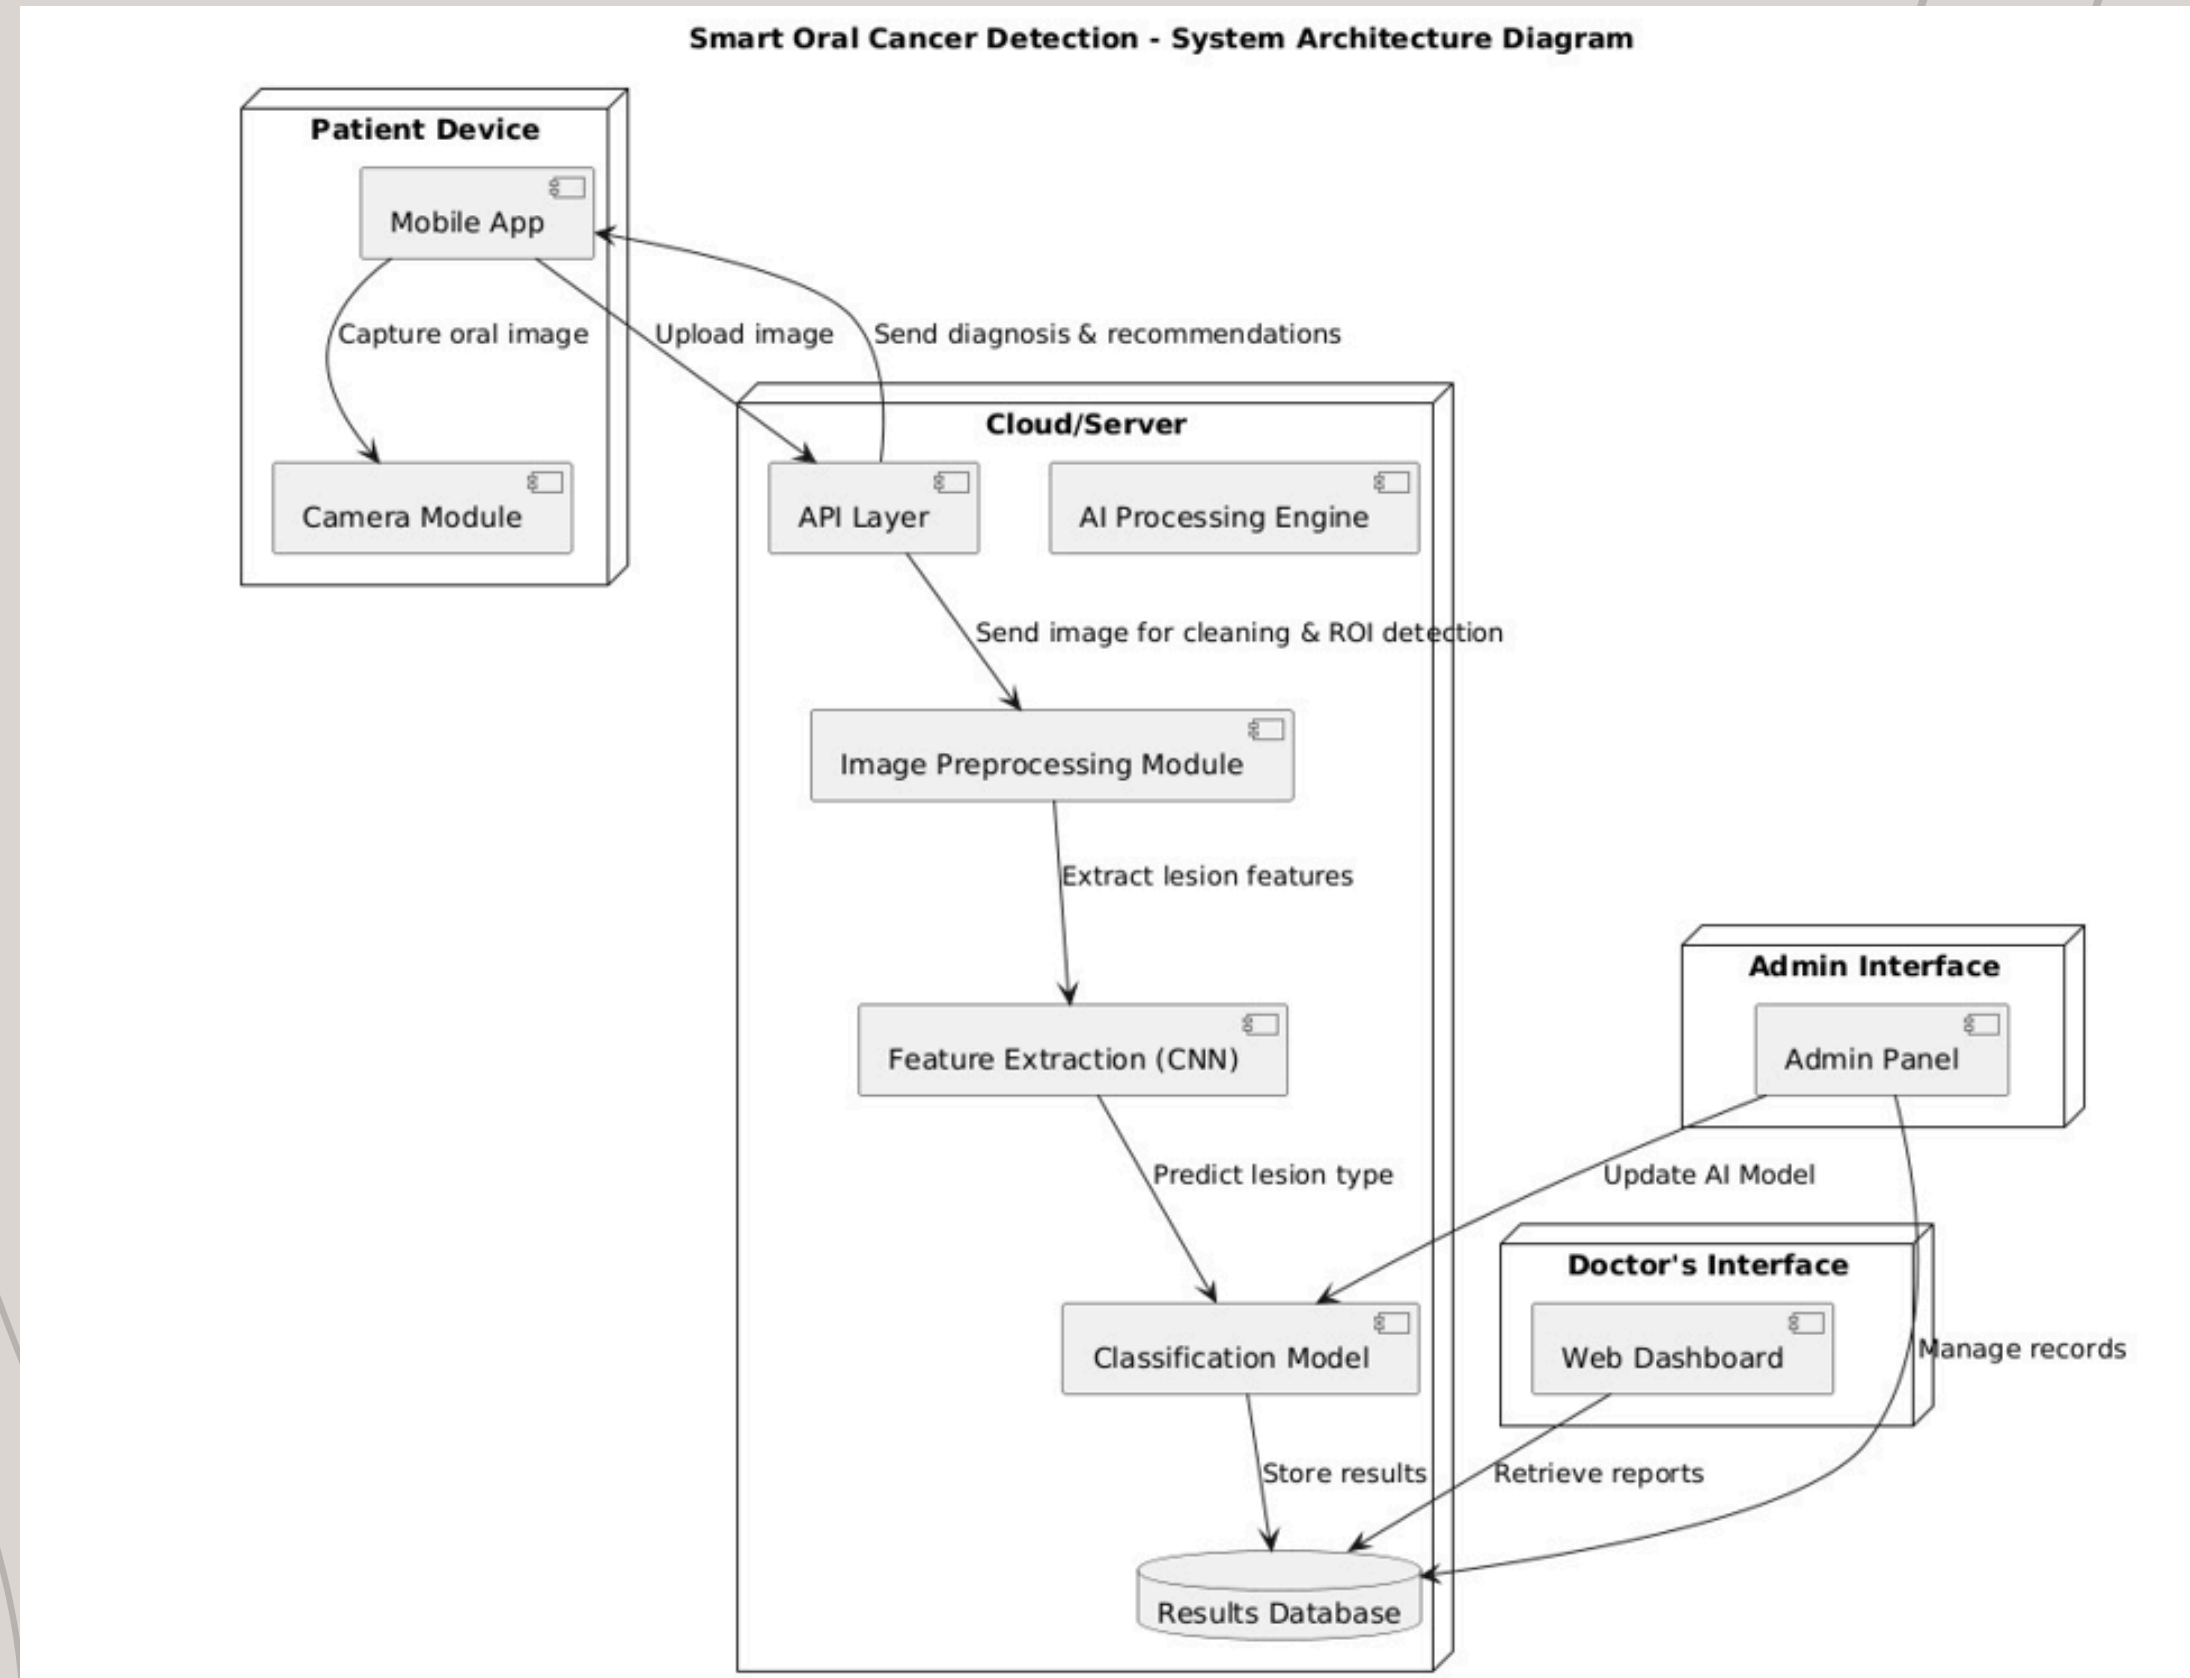 Smart Oral Cancer Detection - System Architecture Diagram
Patient Device
Mobile App
Capture oral image
Upload image
Send diagnosis & recommendations
Cloud/Server
Camera Module
API Layer
AI Processing Engine
Send image for cleaning & ROI detection
Image Preprocessing Module
Extract lesion features
Admin Interface
Feature Extraction (CNN)
Admin Panel
Predict lesion type
Update AI Model
Doctor's Interface
Classification Model
Web Dashboard
Manage records
Store results
Retrieve reports
Results Database